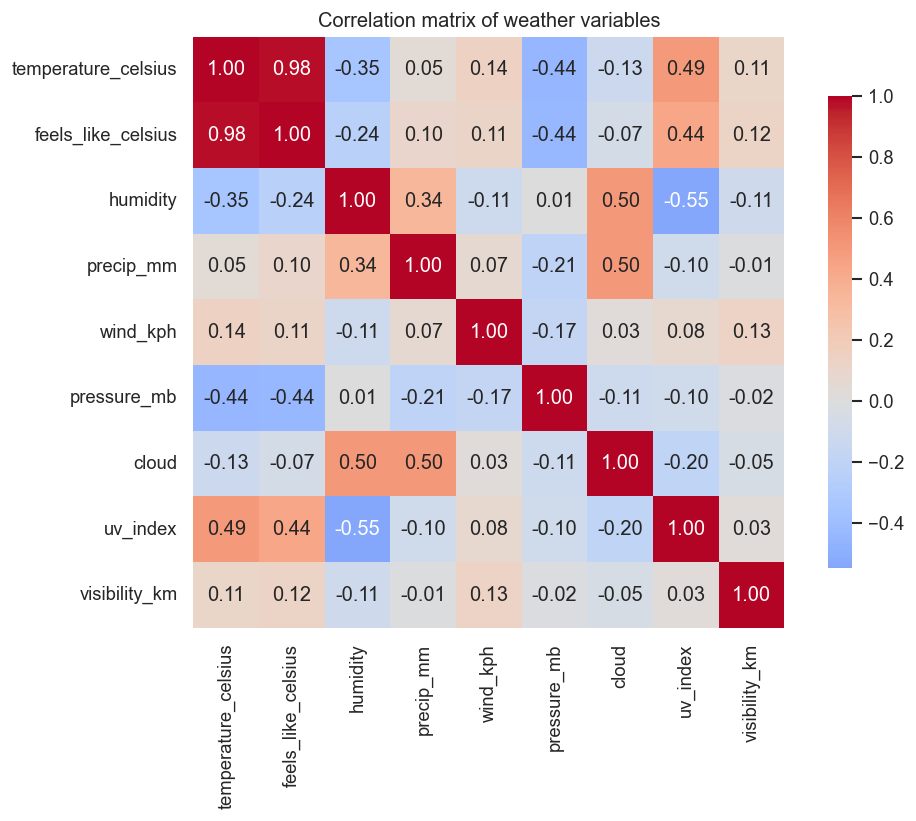 Correlation matrix of weather variables
temperature_celsius 1.00 0.98 -0.35 0.05 0.14 -0.44 -0.13 0.49 0.11
feels_like_celsius 0.98 1.00 -0.24 0.10 0.11 -0.44 -0.07 0.44 0.12
humidity -0.35 -0.24 1.00 0.34 -0.11 0.01 0.50 -0.55 -0.11
precip_mm 0.05 0.10 0.34 1.00 0.07 -0.21 0.50 -0.10 -0.01
wind_kph 0.14 0.11 -0.11 0.07 1.00 -0.17 0.03 0.08 0.13
pressure_mb -0.44 -0.44 0.01 -0.21 -0.17 1.00 -0.11 -0.10 -0.02
cloud -0.13 -0.07 0.50 0.50 0.03 -0.11 1.00 -0.20 -0.05
uv_index 0.49 0.44 -0.55 -0.10 0.08 -0.10 -0.20 1.00 0.03
visibility_km 0.11 0.12 -0.11 -0.01 0.13 -0.02 -0.05 0.03 1.00
temperature_celsius
feels_like_celsius
humidity
precip_mm
wind_kph
pressure_mb
cloud
uv_index
visibility_km
1.0
0.8
0.6
0.4
0.2
0.0
−0.2
−0.4